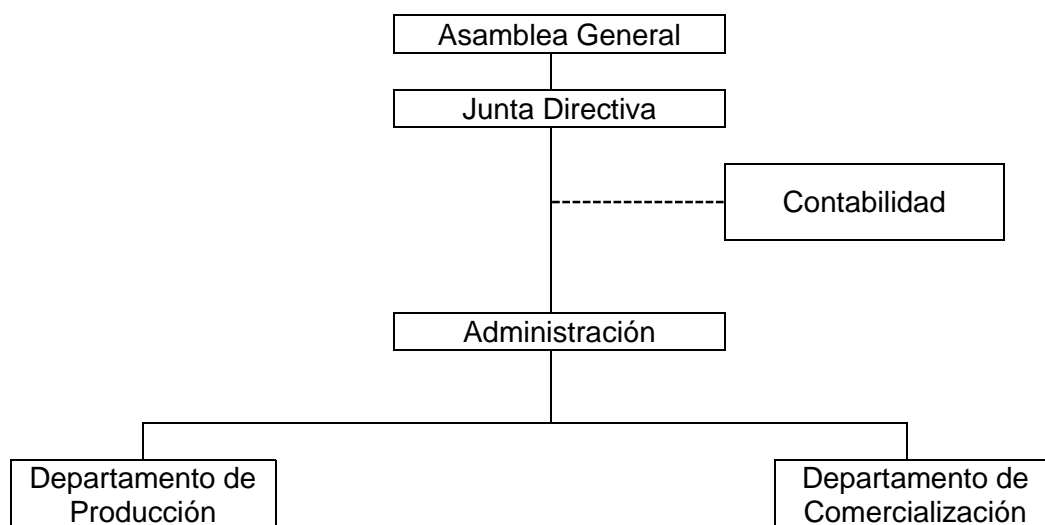 Asamblea General
Junta Directiva
Contabilidad
Administración
Departamento de
Producción
Departamento de
Comercialización